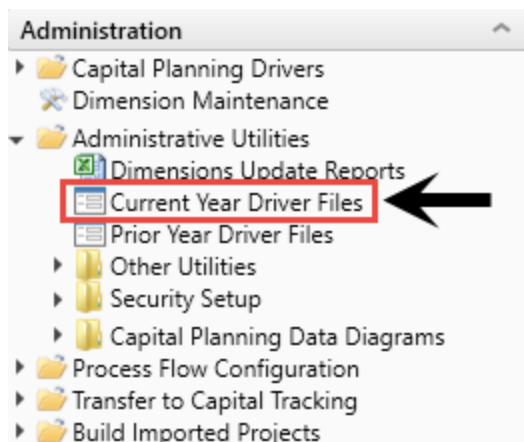 Administration
Capital Planning Drivers
Dimension Maintenance
Administrative Utilities
Dimensions Update Reports
Current Year Driver Files
Prior Year Driver Files
Other Utilities
Security Setup
Capital Planning Data Diagrams
Process Flow Configuration
Transfer to Capital Tracking
Build Imported Projects